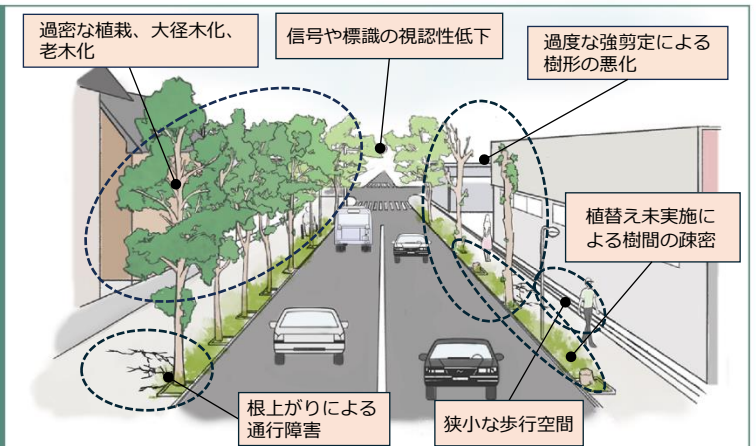 過密な植栽、大径木化、
老木化
信号や標識の視認性低下
過度な強剪定による
樹形の悪化
植替え未実施に
よる樹間の疎密
根上がりによる
通行障害
狭小な歩行空間